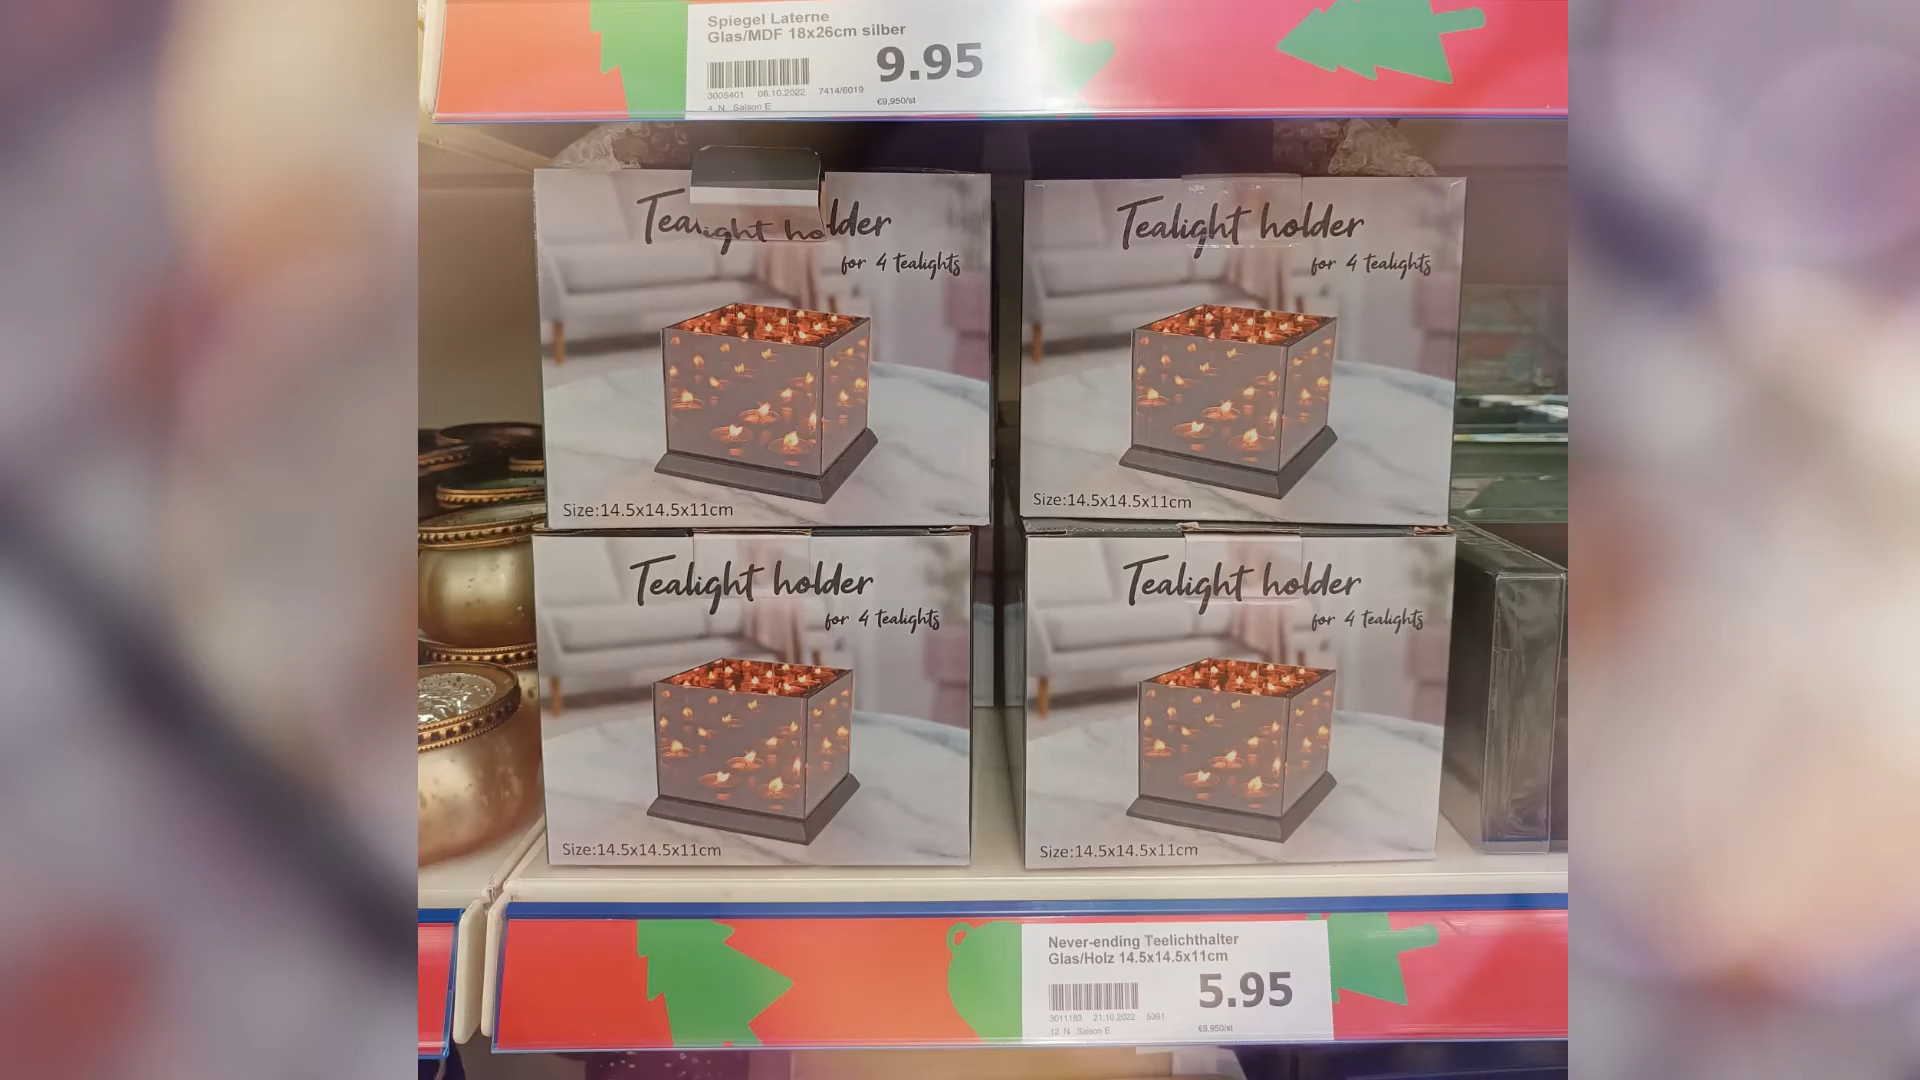 Spiegel Laterne
Glas/MDF 18x26cm silber
9.95
3005401 06.10.2022 7414/6019
4 N Saison E
€9,950/st
Tealight holder
for 4 tealights
Size:14.5x14.5x11cm
Tealight holder
for 4 tealights
Size:14.5x14.5x11cm
Tealight holder
for 4 tealights
Size:14.5x14.5x11cm
Tealight holder
for 4 tealights
Size:14.5x14.5x11cm
Never-ending Teelichthalter
Glas/Holz 14.5x14.5x11cm
5.95
3011183 21.10.2022 5391
12 N Saison E
€5,950/st